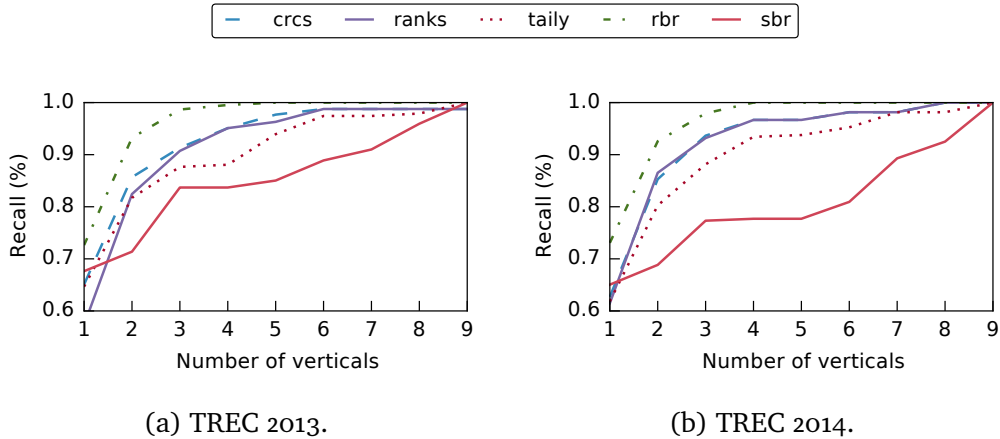 crcs ranks taily rbr sbr
1.0
0.9
0.8
0.7
0.6
Recall (%)
1 2 3 4 5 6 7 8 9
Number of verticals
(a) TREC 2013.
1.0
0.9
0.8
0.7
0.6
Recall (%)
1 2 3 4 5 6 7 8 9
Number of verticals
(b) TREC 2014.